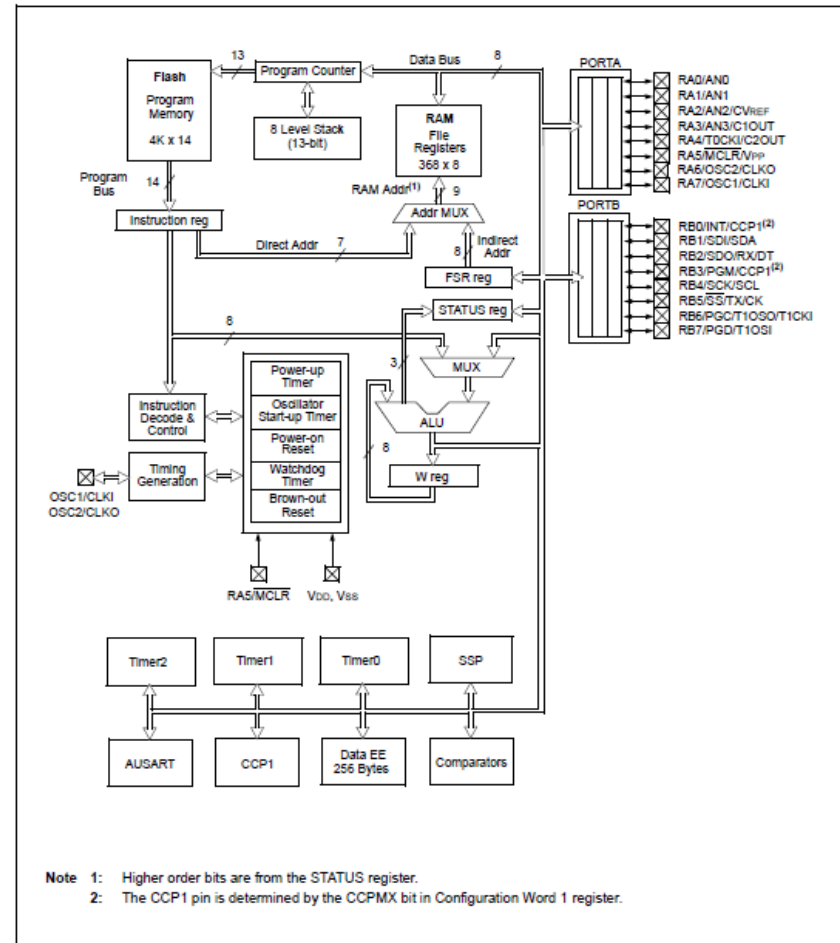 13
Data Bus
8
PORTA
Flash
Program
Memory
4K x 14
Program Counter
8 Level Stack
(13-bit)
RAM
File
Registers
368 x 8
RA0/AN0
RA1/AN1
RA2/AN2/CVREF
RA3/AN3/C1OUT
RA4/T0CKI/C2OUT
RA5/MCLR/VPP
RA6/OSC2/CLKO
RA7/OSC1/CLKI
Program
Bus
14
RAM Addr(1)
9
PORTB
Instruction reg
Addr MUX
Direct Addr
7
8
Indirect
Addr
FSR reg
STATUS reg
RB0/INT/CCP1(2)
RB1/SDI/SDA
RB2/SDO/RX/DT
RB3/PGM/CCP1(2)
RB4/SCK/SCL
RB5/SS/TX/CK
RB6/PGC/T1OSO/T1CKI
RB7/PGD/T1OSI
8
3
MUX
Power-up
Timer
Oscillator
Start-up Timer
Power-on
Reset
Watchdog
Timer
Brown-out
Reset
Instruction
Decode &
Control
ALU
8
W reg
Timing
Generation
OSC1/CLKI
OSC2/CLKO
RA5/MCLR
VDD, VSS
Timer2
Timer1
Timer0
SSP
AUSART
CCP1
Data EE
256 Bytes
Comparators
Note 1: Higher order bits are from the STATUS register.
2: The CCP1 pin is determined by the CCPMX bit in Configuration Word 1 register.